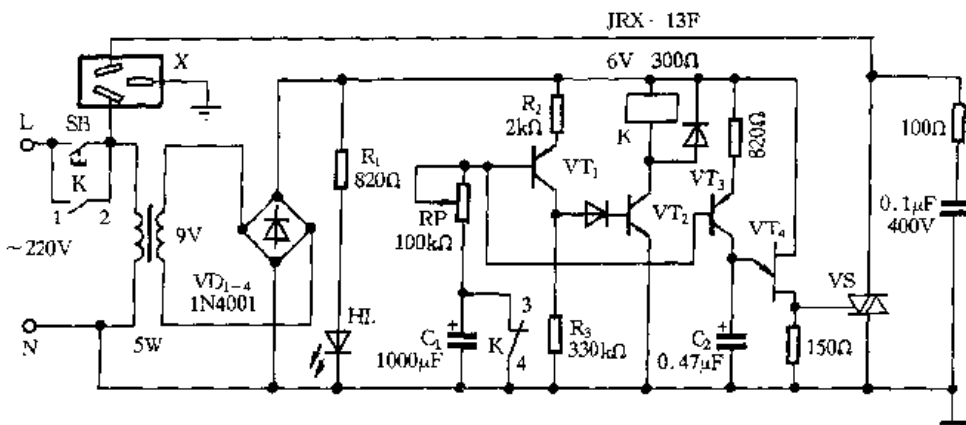 JRX - 13F
X
6V 300Ω
L
SB
K
1 2
~220V
N
9V
5W
VD1-4
1N4001
R1
820Ω
HL
RP
100kΩ
C1
1000μF
K
3
4
R2
2kΩ
VT1
R3
330kΩ
K
VT2
820Ω
VT3
VT4
C2
0.47μF
150Ω
VS
100Ω
0.1μF
400V